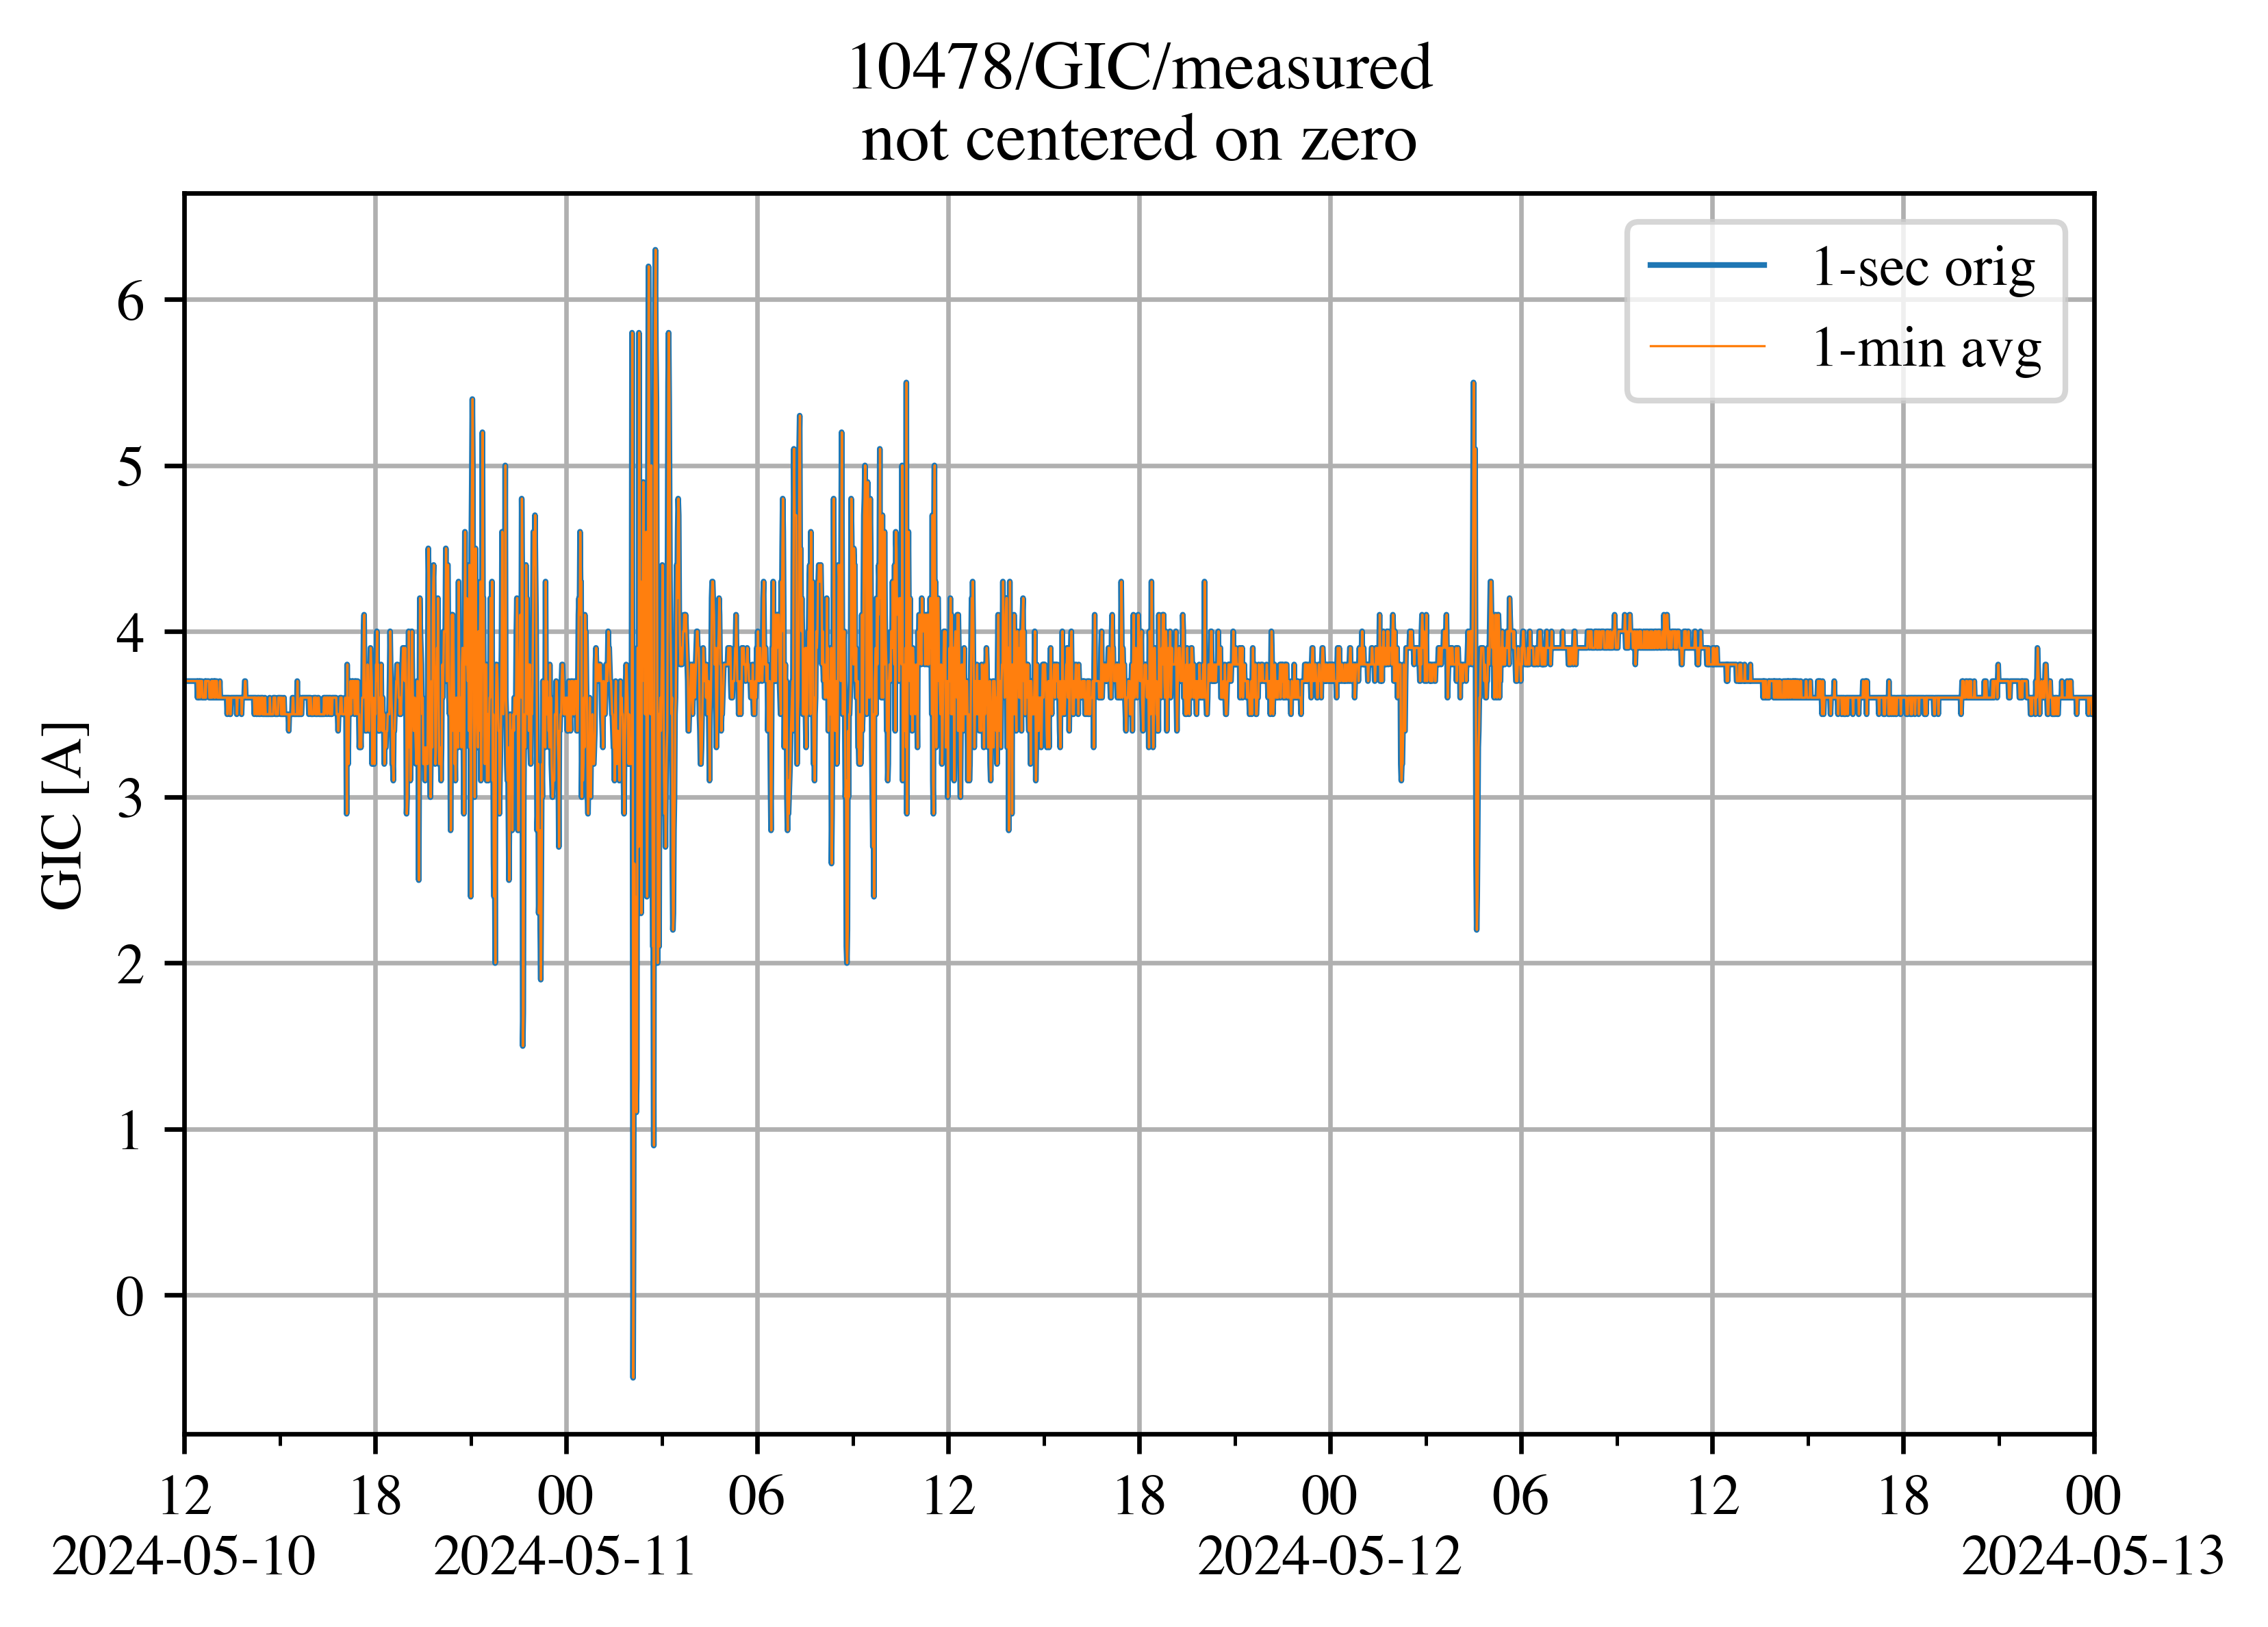 10478/GIC/measured
not centered on zero
1-sec orig
1-min avg
6
5
4
3
2
1
0
GIC [A]
12 18 00 06 12 18 00 06 12 18 00
2024-05-10 2024-05-11 2024-05-12 2024-05-13